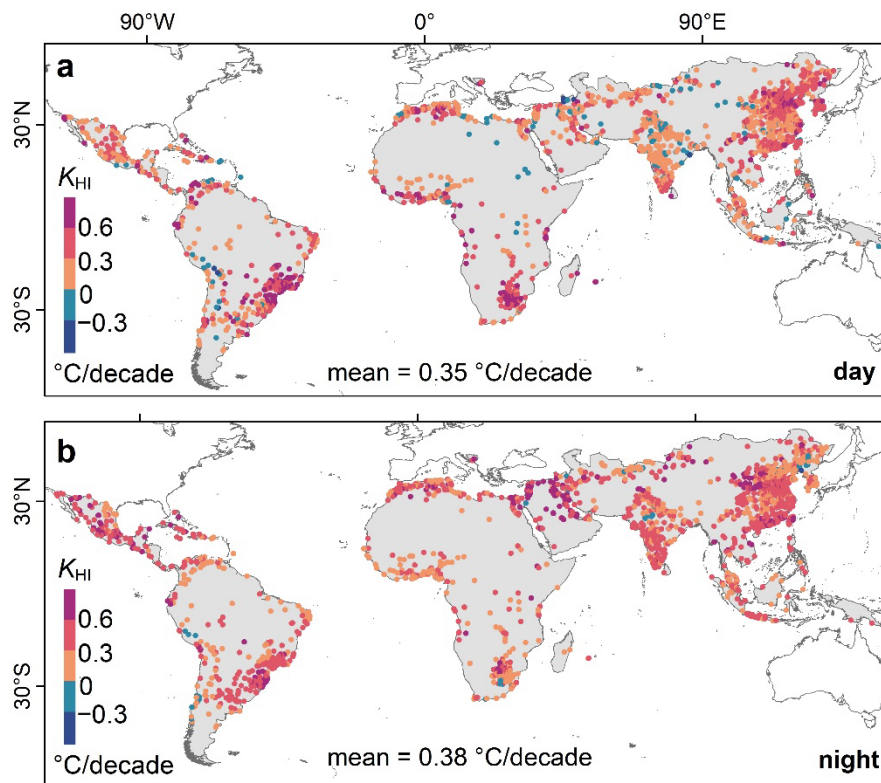 90°W 0° 90°E
a
30°N
K_HI
0.6
0.3
0
−0.3
30°S
°C/decade
mean = 0.35 °C/decade
day
b
30°N
K_HI
0.6
0.3
0
−0.3
30°S
°C/decade
mean = 0.38 °C/decade
night